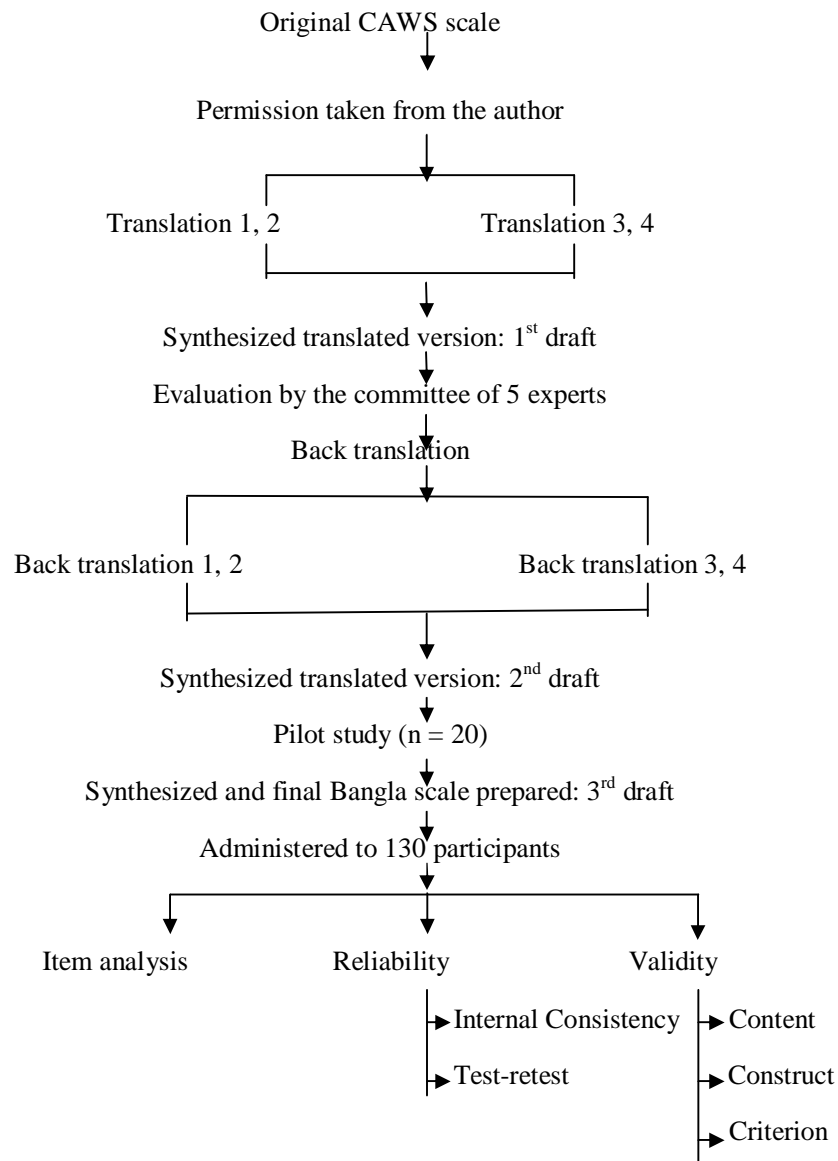 Original CAWS scale
Permission taken from the author
Translation 1, 2 Translation 3, 4
Synthesized translated version: 1st draft
Evaluation by the committee of 5 experts
Back translation
Back translation 1, 2 Back translation 3, 4
Synthesized translated version: 2nd draft
Pilot study (n = 20)
Synthesized and final Bangla scale prepared: 3rd draft
Administered to 130 participants
Item analysis Reliability Validity
Internal Consistency Content
Test-retest Construct
Criterion